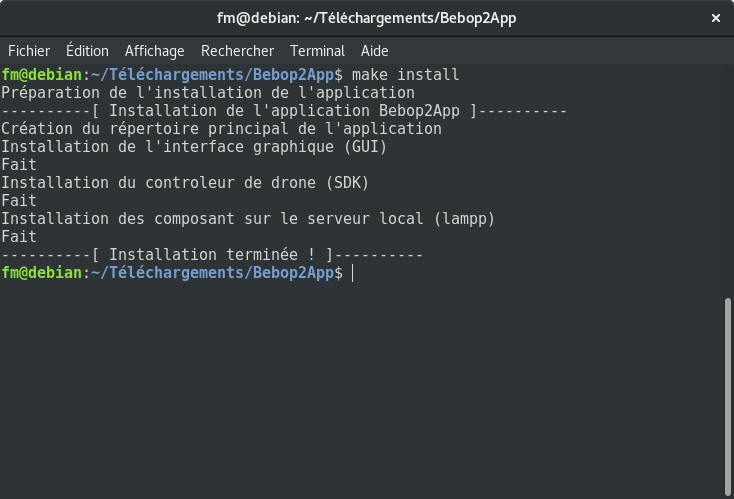 fm@debian: ~/Téléchargements/Bebop2App
Fichier Édition Affichage Rechercher Terminal Aide
fm@debian:~/Téléchargements/Bebop2App$ make install
Préparation de l'installation de l'application
----------[ Installation de l'application Bebop2App ]----------
Création du répertoire principal de l'application
Installation de l'interface graphique (GUI)
Fait
Installation du controleur de drone (SDK)
Fait
Installation des composant sur le serveur local (lampp)
Fait
----------[ Installation terminée ! ]----------
fm@debian:~/Téléchargements/Bebop2App$